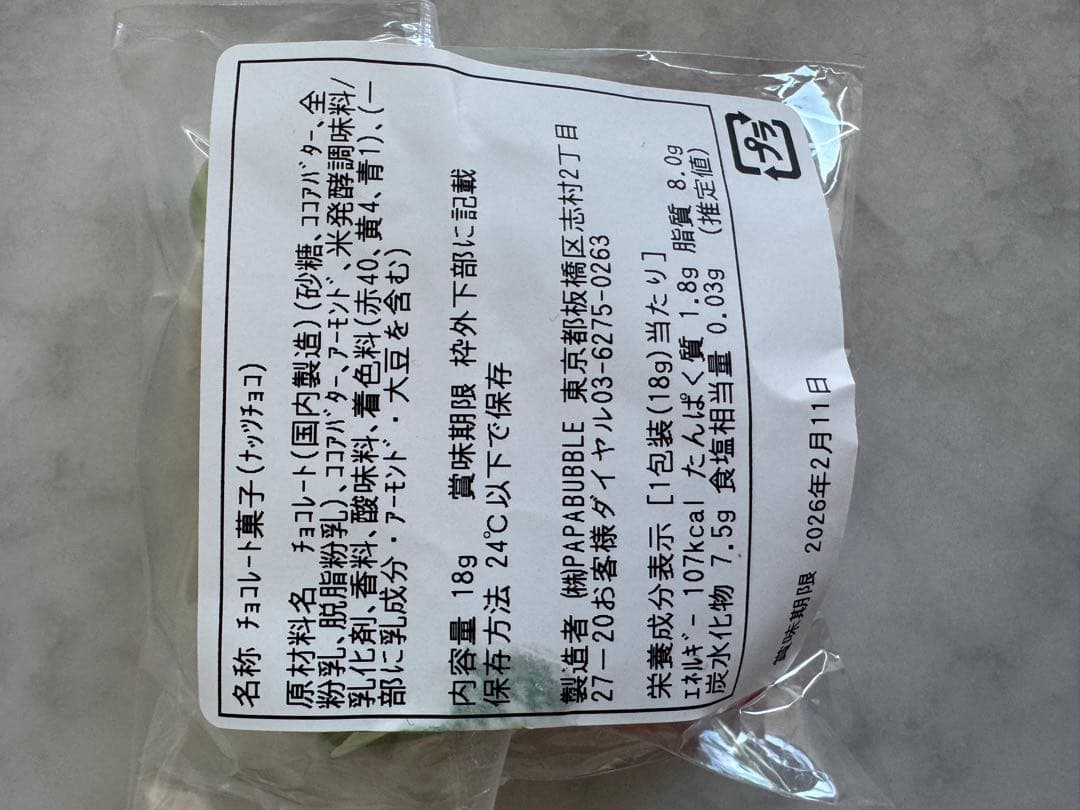 名称 ﾁｮｺﾚｰﾄ菓子(ﾅｯﾂﾁｮｺ)
原材料名 ﾁｮｺﾚｰﾄ(国内製造)(砂糖、ｺｺｱﾊﾞﾀｰ、全
粉乳、脱脂粉乳)、ｺｺｱﾊﾞﾀｰ、ｱｰﾓﾝﾄﾞ、米発酵調味料/
乳化剤、香料、酸味料、着色料(赤40、黄4、青1)、(一
部に乳成分・ｱｰﾓﾝﾄﾞ・大豆を含む)
内容量 18g 賞味期限 枠外下部に記載
保存方法 24℃以下で保存
製造者 ㈱PAPABUBBLE 東京都板橋区志村2丁目
27－20お客様ダイヤル03-6275-0263
栄養成分表示 [1包装(18g)当たり]
ｴﾈﾙｷﾞｰ 107kcal たんぱく質 1.8g 脂質 8.0g
炭水化物 7.5g 食塩相当量 0.03g (推定値)
プラ
賞味期限 2026年2月11日